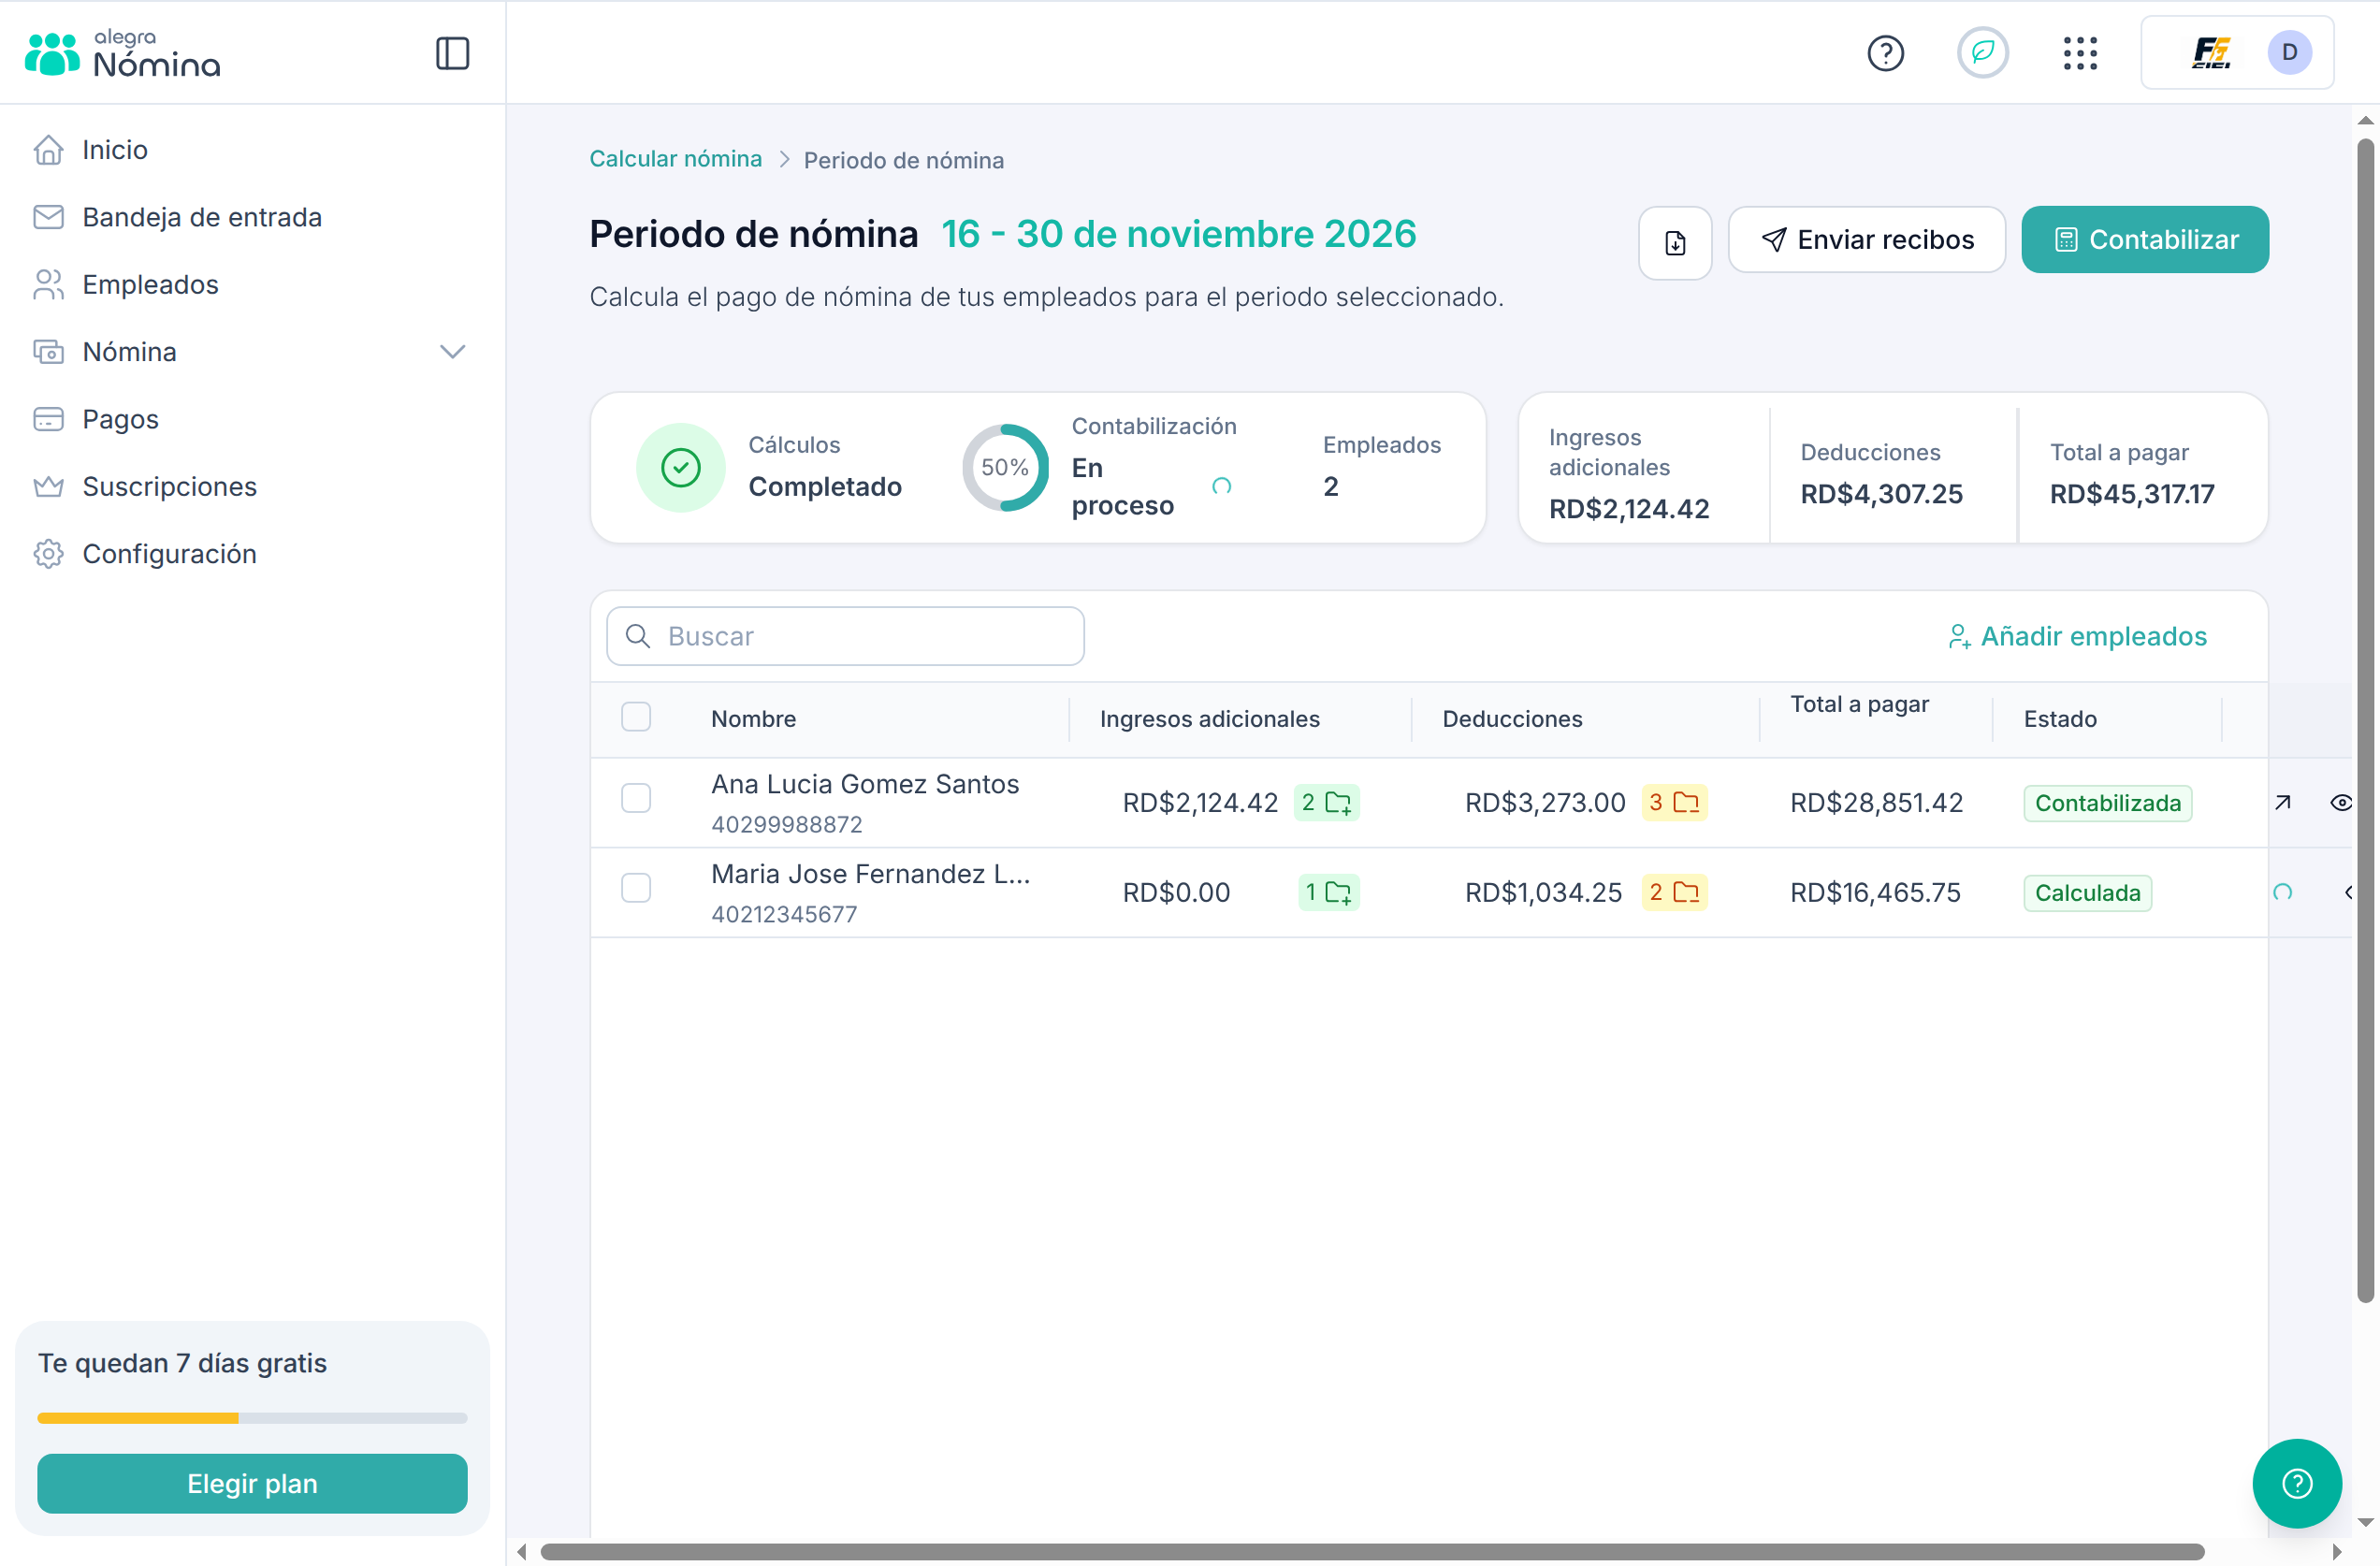 alegra
Nómina
D
Inicio
Bandeja de entrada
Empleados
Nómina
Pagos
Suscripciones
Configuración
Te quedan 7 días gratis
Elegir plan
Calcular nómina > Periodo de nómina
Periodo de nómina 16 - 30 de noviembre 2026
Calcula el pago de nómina de tus empleados para el periodo seleccionado.
Enviar recibos
Contabilizar
Cálculos
Completado
50%
Contabilización
En
proceso
Empleados
2
Ingresos
adicionales
RD$2,124.42
Deducciones
RD$4,307.25
Total a pagar
RD$45,317.17
Buscar
Añadir empleados
Nombre Ingresos adicionales Deducciones Total a pagar Estado
Ana Lucia Gomez Santos
40299988872
RD$2,124.42 2 RD$3,273.00 3 RD$28,851.42 Contabilizada
Maria Jose Fernandez L...
40212345677
RD$0.00 1 RD$1,034.25 2 RD$16,465.75 Calculada